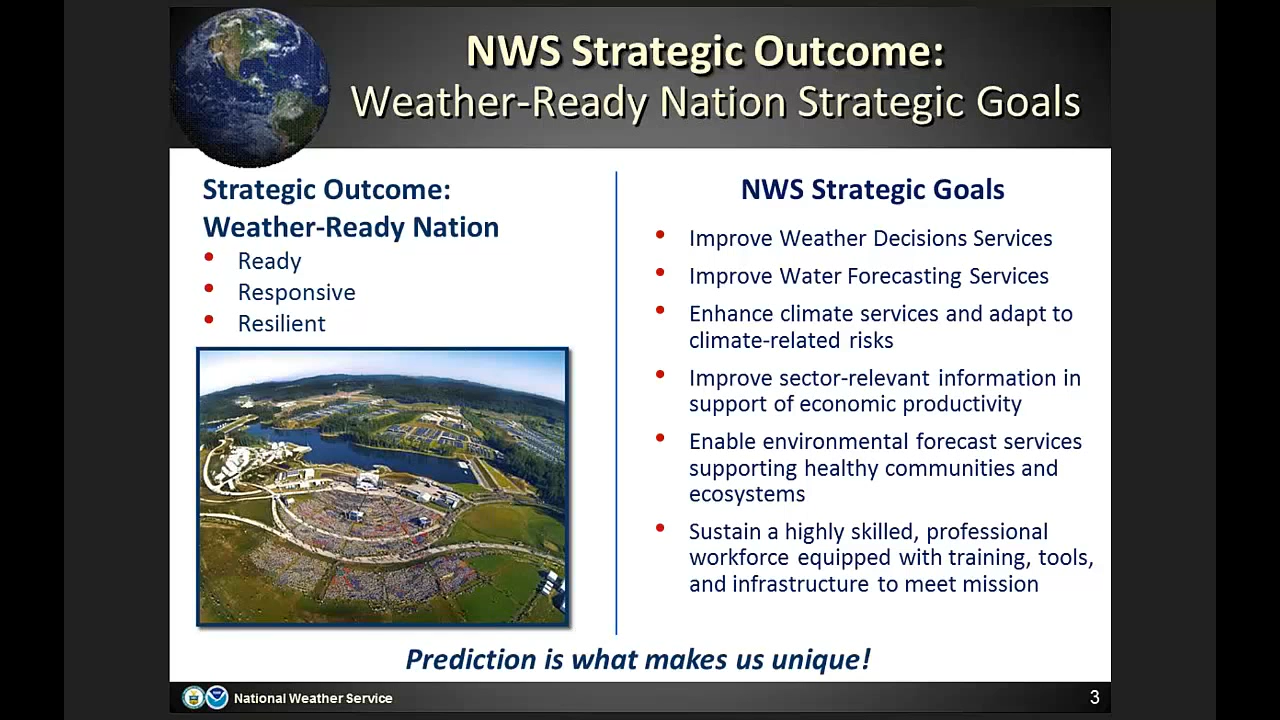 NWS Strategic Outcome:
Weather-Ready Nation Strategic Goals
Strategic Outcome:
Weather-Ready Nation
• Ready
• Responsive
• Resilient
NWS Strategic Goals
• Improve Weather Decisions Services
• Improve Water Forecasting Services
• Enhance climate services and adapt to
climate-related risks
• Improve sector-relevant information in
support of economic productivity
• Enable environmental forecast services
supporting healthy communities and
ecosystems
• Sustain a highly skilled, professional
workforce equipped with training, tools,
and infrastructure to meet mission
Prediction is what makes us unique!
National Weather Service
3